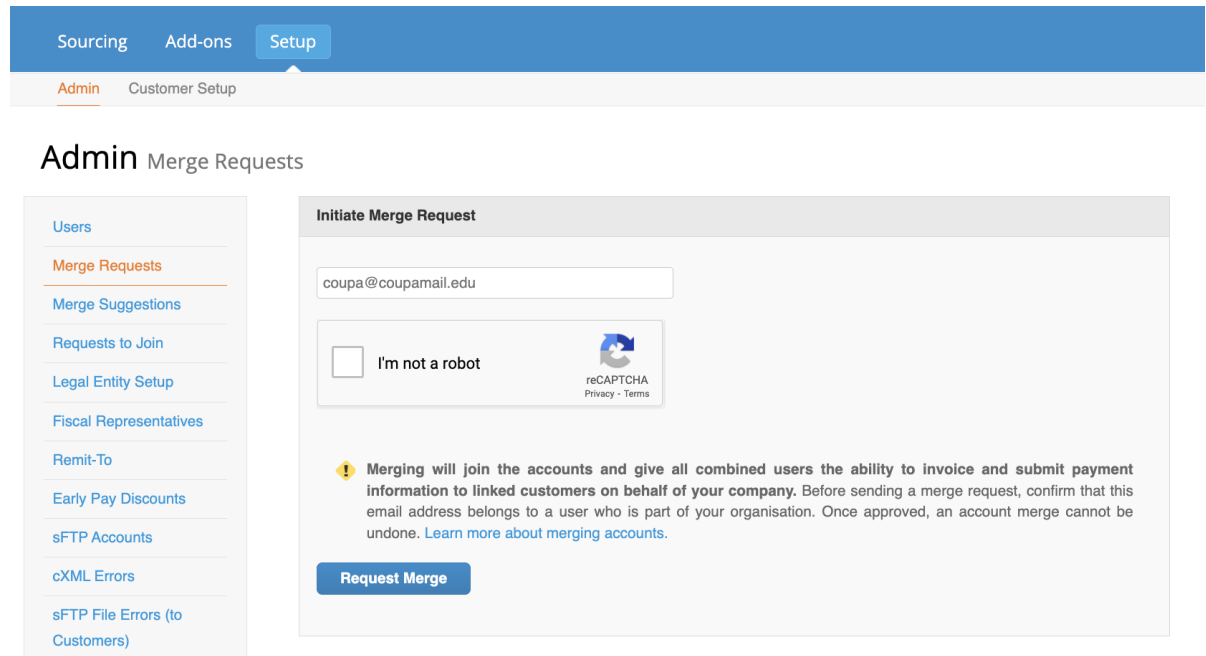 Sourcing Add-ons Setup
Admin Customer Setup
Admin Merge Requests
Users
Merge Requests
Merge Suggestions
Requests to Join
Legal Entity Setup
Fiscal Representatives
Remit-To
Early Pay Discounts
sFTP Accounts
cXML Errors
sFTP File Errors (to
Customers)
Initiate Merge Request
coupa@coupamail.edu
I'm not a robot
reCAPTCHA
Privacy - Terms
Merging will join the accounts and give all combined users the ability to invoice and submit payment
information to linked customers on behalf of your company. Before sending a merge request, confirm that this
email address belongs to a user who is part of your organisation. Once approved, an account merge cannot be
undone. Learn more about merging accounts.
Request Merge